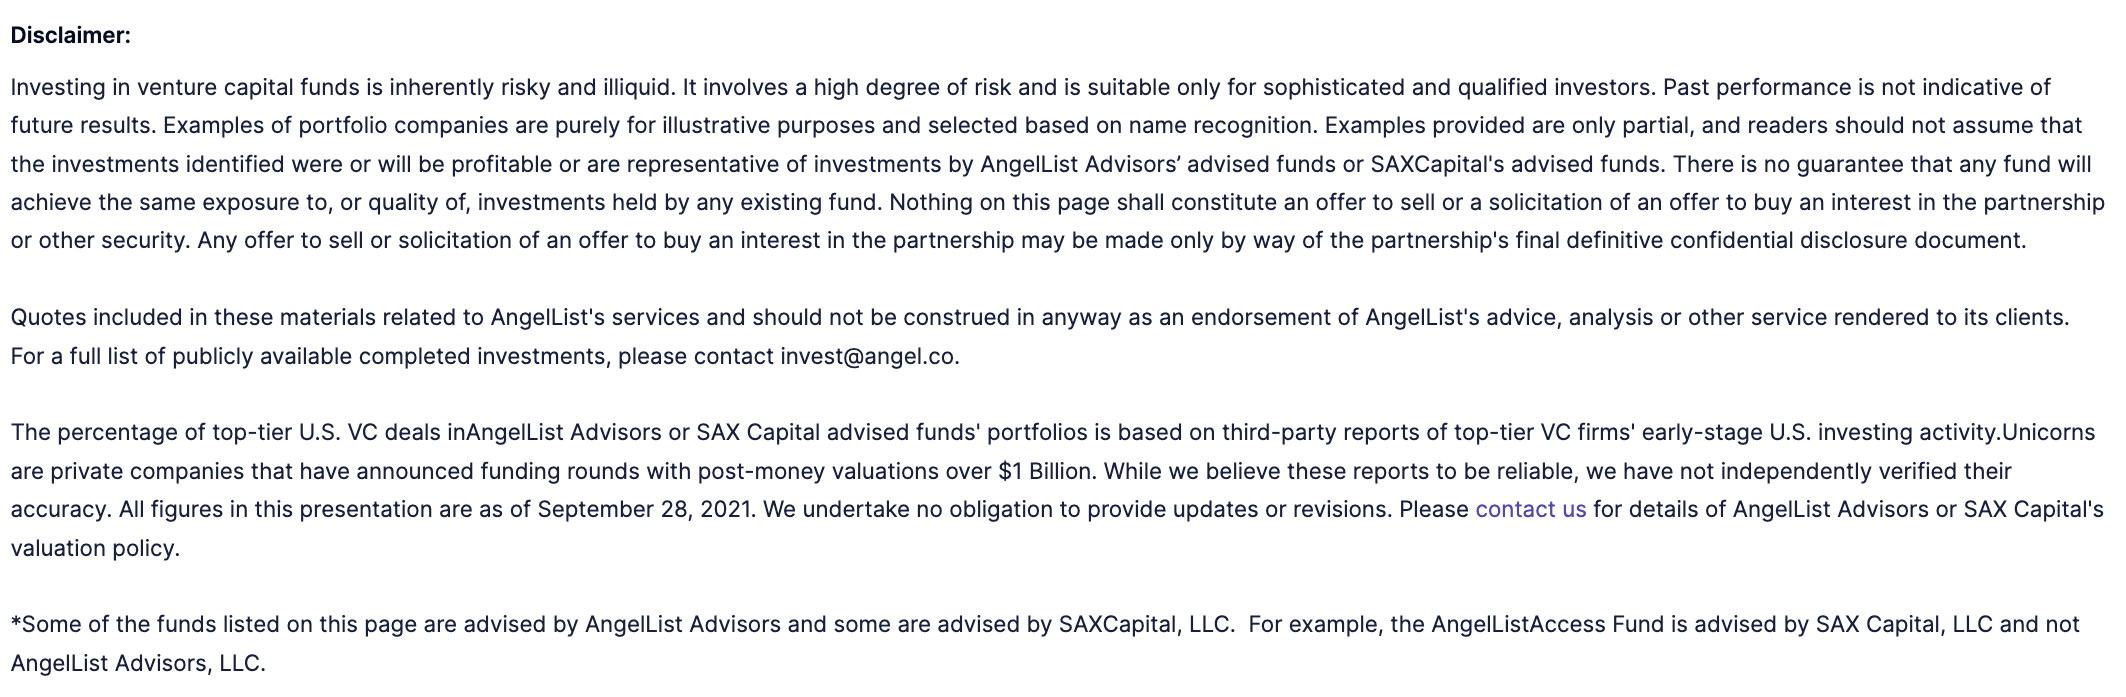 Disclaimer:
Investing in venture capital funds is inherently risky and illiquid. It involves a high degree of risk and is suitable only for sophisticated and qualified investors. Past performance is not indicative of
future results. Examples of portfolio companies are purely for illustrative purposes and selected based on name recognition. Examples provided are only partial, and readers should not assume that
the investments identified were or will be profitable or are representative of investments by AngelList Advisors’ advised funds or SAXCapital's advised funds. There is no guarantee that any fund will
achieve the same exposure to, or quality of, investments held by any existing fund. Nothing on this page shall constitute an offer to sell or a solicitation of an offer to buy an interest in the partnership
or other security. Any offer to sell or solicitation of an offer to buy an interest in the partnership may be made only by way of the partnership's final definitive confidential disclosure document.
Quotes included in these materials related to AngelList's services and should not be construed in anyway as an endorsement of AngelList's advice, analysis or other service rendered to its clients.
For a full list of publicly available completed investments, please contact invest@angel.co.
The percentage of top-tier U.S. VC deals inAngelList Advisors or SAX Capital advised funds' portfolios is based on third-party reports of top-tier VC firms' early-stage U.S. investing activity.Unicorns
are private companies that have announced funding rounds with post-money valuations over $1 Billion. While we believe these reports to be reliable, we have not independently verified their
accuracy. All figures in this presentation are as of September 28, 2021. We undertake no obligation to provide updates or revisions. Please contact us for details of AngelList Advisors or SAX Capital's
valuation policy.
*Some of the funds listed on this page are advised by AngelList Advisors and some are advised by SAXCapital, LLC.  For example, the AngelListAccess Fund is advised by SAX Capital, LLC and not
AngelList Advisors, LLC.